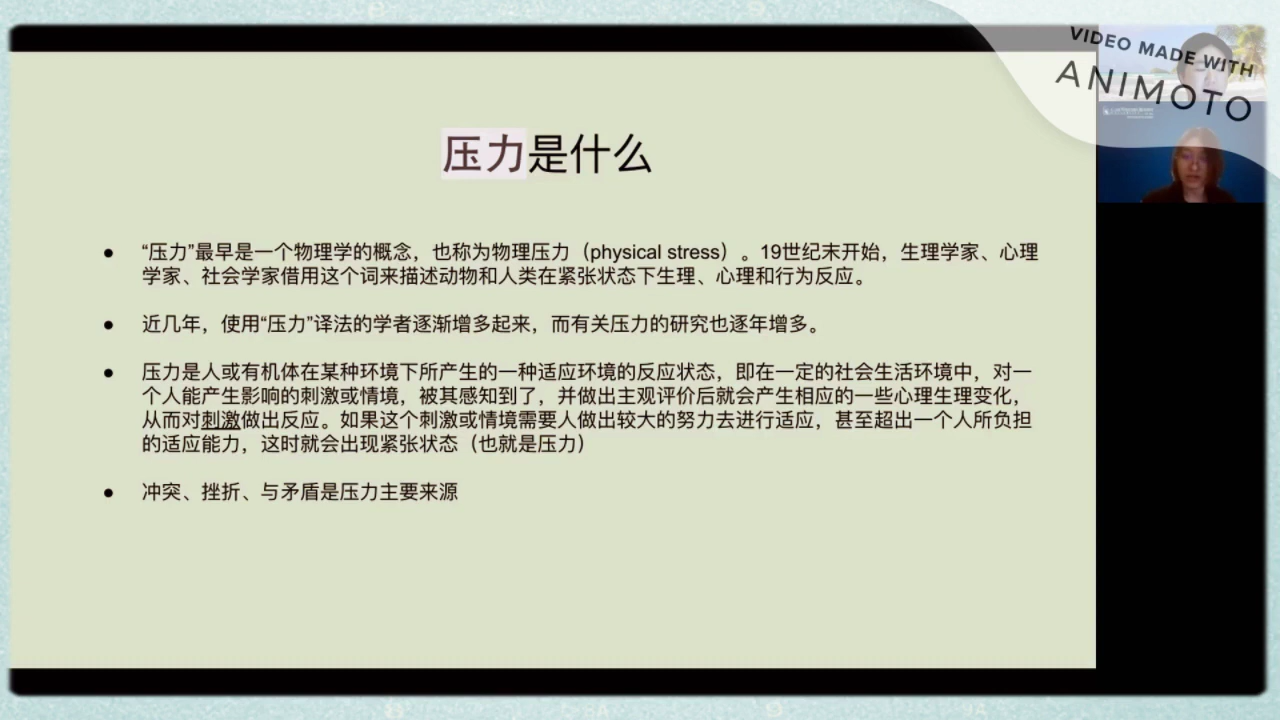 VIDEO MADE WITH
ANIMOTO
压力是什么
● “压力”最早是一个物理学的概念，也称为物理压力（physical stress）。19世纪末开始，生理学家、心理
学家、社会学家借用这个词来描述动物和人类在紧张状态下生理、心理和行为反应。
● 近几年，使用“压力”译法的学者逐渐增多起来，而有关压力的研究也逐年增多。
● 压力是人或有机体在某种环境下所产生的一种适应环境的反应状态，即在一定的社会生活环境中，对一
个人能产生影响的刺激或情境，被其感知到了，并做出主观评价后就会产生相应的一些心理生理变化，
从而对刺激做出反应。如果这个刺激或情境需要人做出较大的努力去进行适应，甚至超出一个人所负担
的适应能力，这时就会出现紧张状态（也就是压力）
● 冲突、挫折、与矛盾是压力主要来源